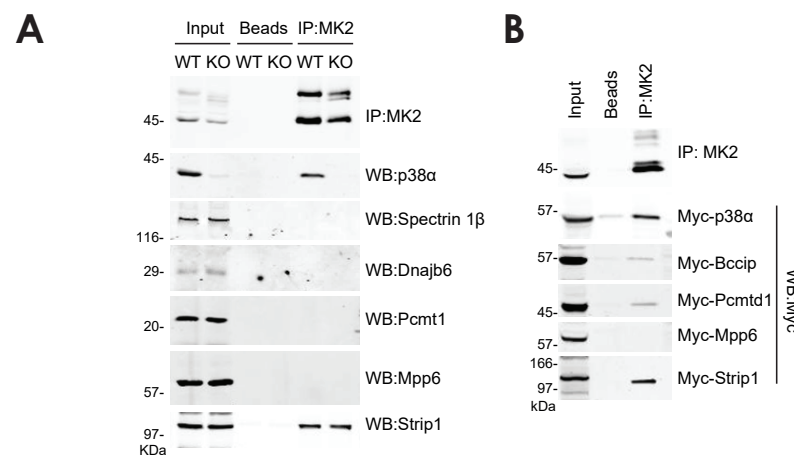 A
Input Beads IP:MK2
WT KO WT KO WT KO
45-
IP:MK2
45-
WB:p38α
WB:Spectrin 1β
116-
29-
WB:Dnajb6
20-
WB:Pcmt1
WB:Mpp6
57-
WB:Strip1
97-
KDa
B
Input
Beads
IP:MK2
IP: MK2
45-
57-
Myc-p38α
57-
Myc-Bccip
Myc-Pcmtd1
45-
Myc-Mpp6
57-
166-
Myc-Strip1
97-
kDa
WB:Myc